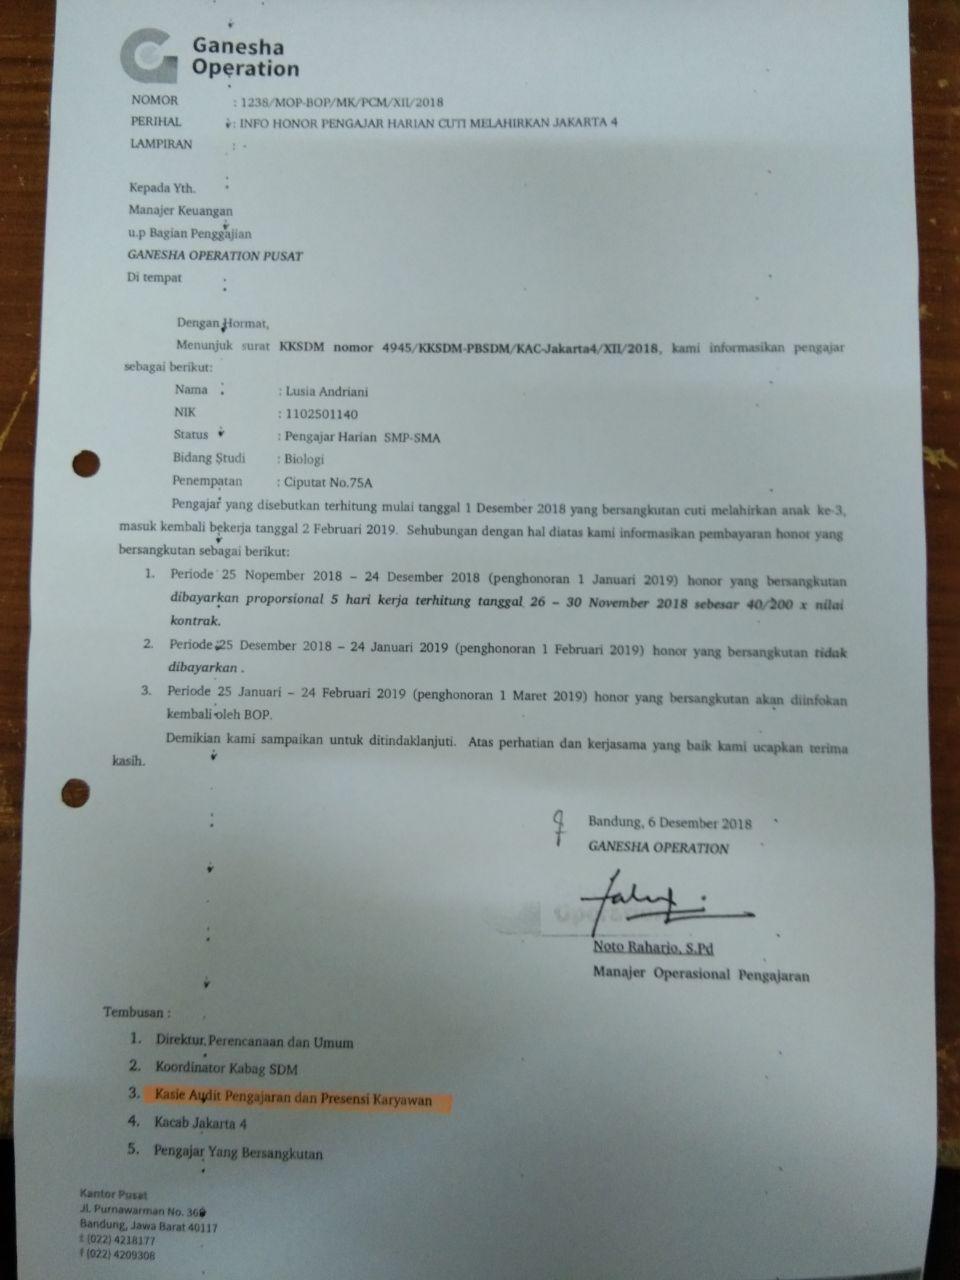 Ganesha
Operation
NOMOR : 1238/MOP-BOP/MK/PCM/XII/2018
PERIHAL : INFO HONOR PENGAJAR HARIAN CUTI MELAHIRKAN JAKARTA 4
LAMPIRAN : -
Kepada Yth.
Manajer Keuangan
u.p Bagian Penggajian
GANESHA OPERATION PUSAT
Di tempat
Dengan Hormat,
Menunjuk surat KKSDM nomor 4945/KKSDM-PBSDM/KAC-Jakarta4/XII/2018, kami informasikan pengajar
sebagai berikut:
Nama : Lusia Andriani
NIK : 1102501140
Status : Pengajar Harian SMP-SMA
Bidang Studi : Biologi
Penempatan : Ciputat No.75A
Pengajar yang disebutkan terhitung mulai tanggal 1 Desember 2018 yang bersangkutan cuti melahirkan anak ke-3,
masuk kembali bekerja tanggal 2 Februari 2019. Sehubungan dengan hal diatas kami informasikan pembayaran honor yang
bersangkutan sebagai berikut:
1. Periode 25 Nopember 2018 – 24 Desember 2018 (penghonoran 1 Januari 2019) honor yang bersangkutan
dibayarkan proporsional 5 hari kerja terhitung tanggal 26 – 30 November 2018 sebesar 40/200 x nilai
kontrak.
2. Periode 25 Desember 2018 – 24 Januari 2019 (penghonoran 1 Februari 2019) honor yang bersangkutan tidak
dibayarkan .
3. Periode 25 Januari – 24 Februari 2019 (penghonoran 1 Maret 2019) honor yang bersangkutan akan diinfokan
kembali oleh BOP.
Demikian kami sampaikan untuk ditindaklanjuti. Atas perhatian dan kerjasama yang baik kami ucapkan terima
kasih.
Bandung, 6 Desember 2018
GANESHA OPERATION
Noto Raharjo, S.Pd
Manajer Operasional Pengajaran
Tembusan :
1. Direktur Perencanaan dan Umum
2. Koordinator Kabag SDM
3. Kasie Audit Pengajaran dan Presensi Karyawan
4. Kacab Jakarta 4
5. Pengajar Yang Bersangkutan
Kantor Pusat
Jl. Purnawarman No.
Bandung, Jawa Barat 40117
t (022) 4218177
f (022) 4209308